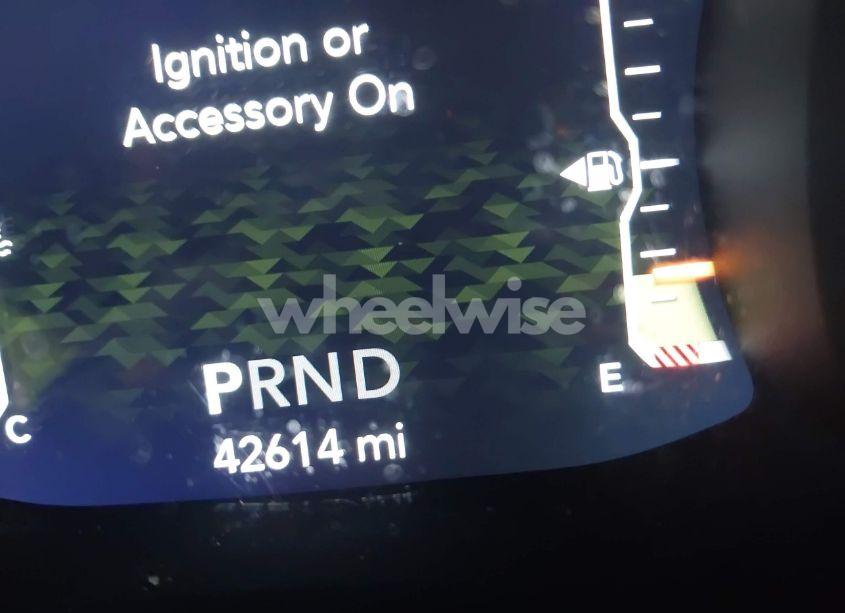 Ignition or
Accessory On
wheelwise
PRND
E
C
42614 mi